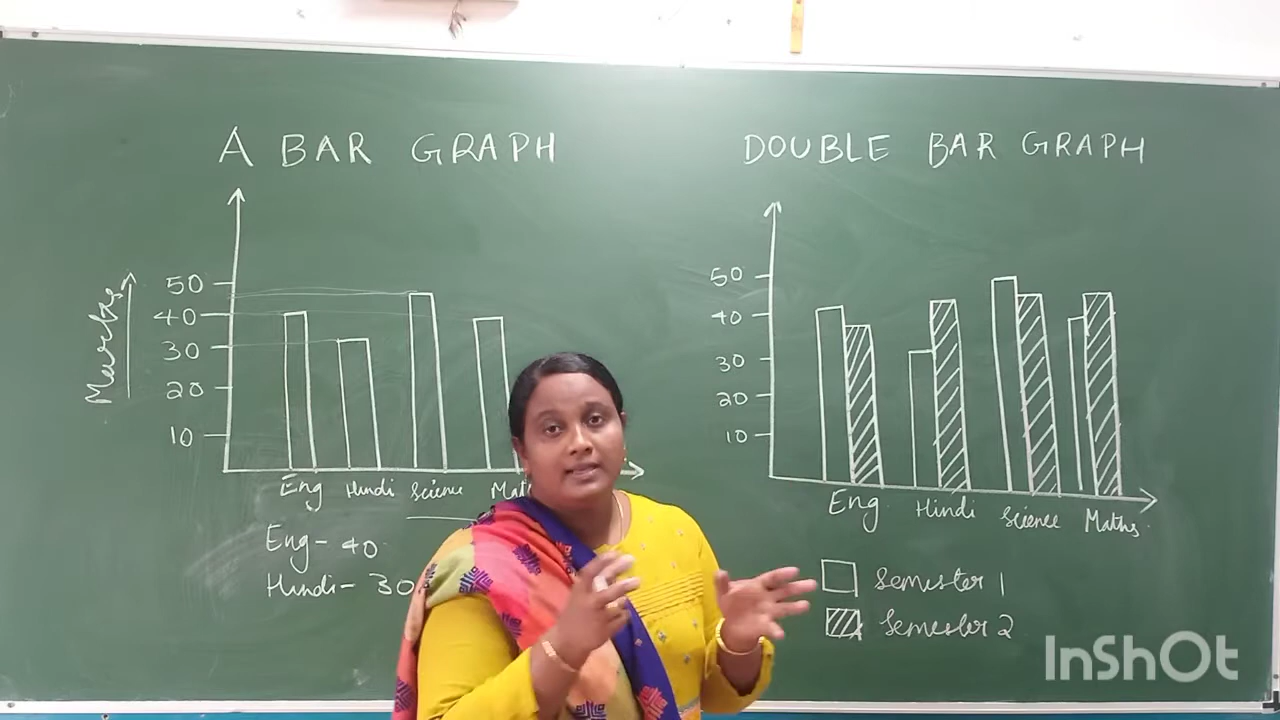 A BAR GRAPH
Marks
50
40
30
20
10
Eng Hindi Science Mat
Eng - 40
Hindi - 30
DOUBLE BAR GRAPH
50
40
30
20
10
Eng Hindi Science Maths
Semester 1
Semester 2
InShOt